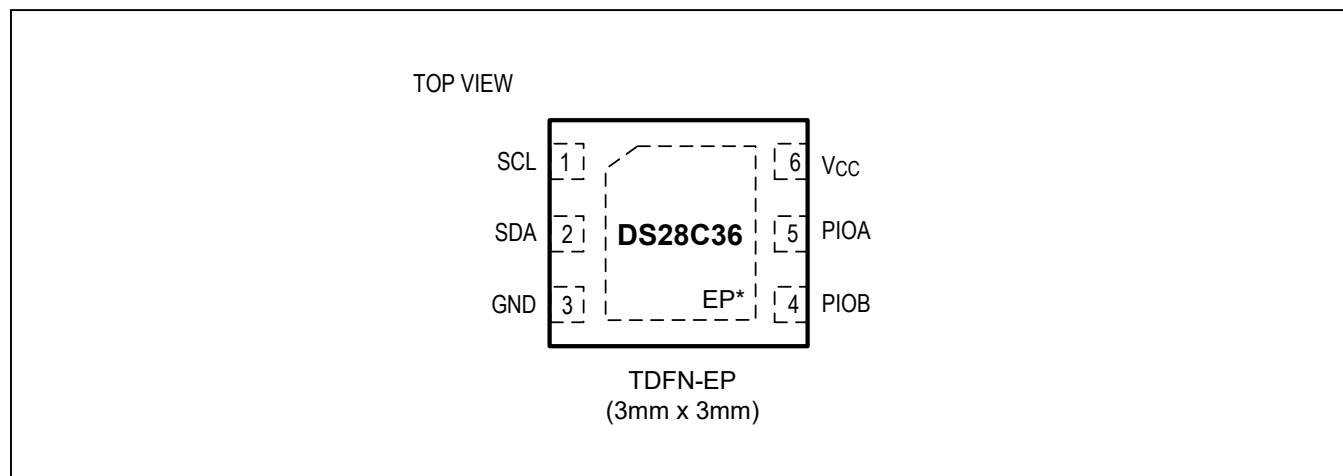 TOP VIEW
SCL 1 6 VCC
SDA 2 DS28C36 5 PIOA
GND 3 EP* 4 PIOB
TDFN-EP
(3mm x 3mm)